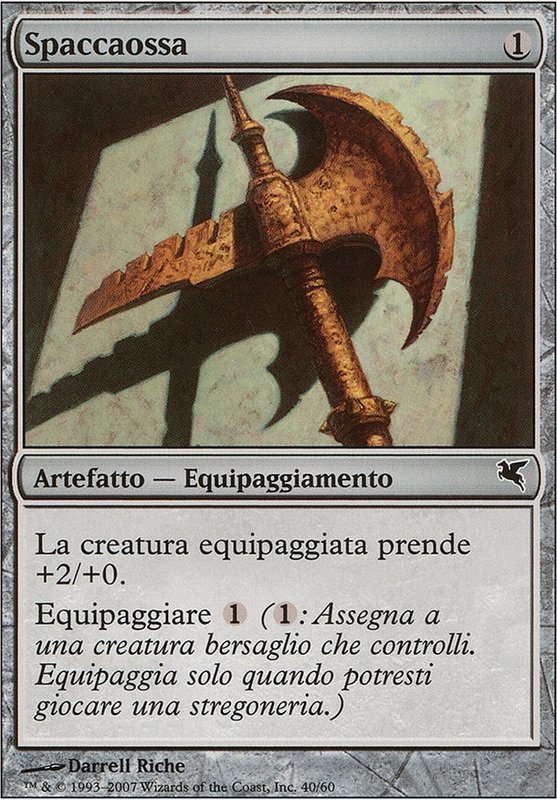 Spaccaossa 1
Artefatto — Equipaggiamento
La creatura equipaggiata prende
+2/+0.
Equipaggiare 1 (1: Assegna a
una creatura bersaglio che controlli.
Equipaggia solo quando potresti
giocare una stregoneria.)
Darrell Riche
™ & © 1993–2007 Wizards of the Coast, Inc. 40/60